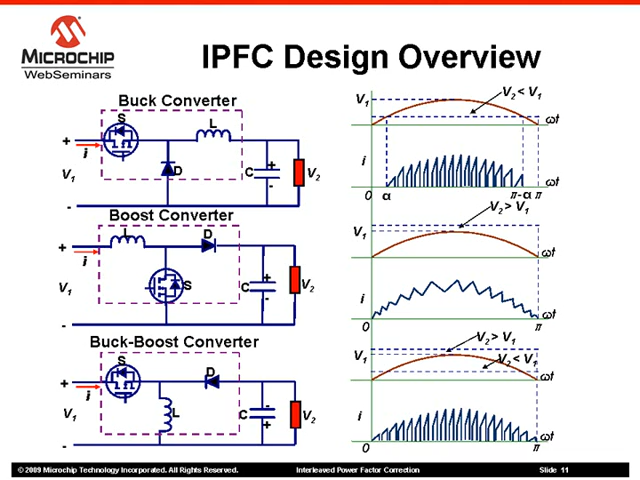 MICROCHIP
WebSeminars
IPFC Design Overview
Buck Converter
S
L
+
i
V1
D
C
+
-
V2
-
Boost Converter
L
D
+
i
V1
S
C
+
-
V2
-
Buck-Boost Converter
S
D
+
i
V1
L
C
-
+
V2
-
V1
V2 < V1
ωt
i
ωt
0
α
π-α
π
V2 > V1
V1
ωt
i
ωt
0
π
V2 > V1
V1
V2 < V1
ωt
i
ωt
0
π
© 2009 Microchip Technology Incorporated. All Rights Reserved.
Interleaved Power Factor Correction
Slide 11